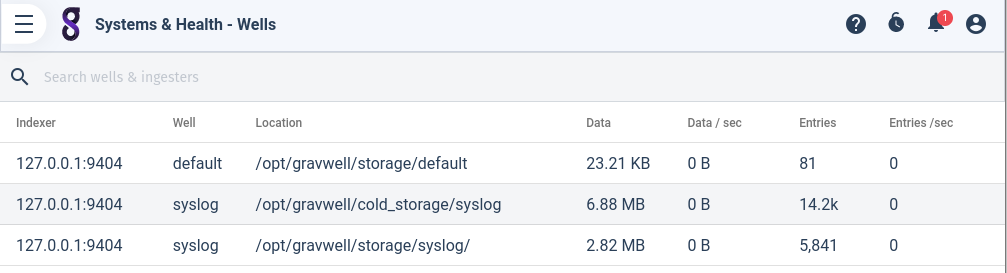 Systems & Health - Wells
1
Search wells & ingesters
Indexer Well Location Data Data / sec Entries Entries /sec
127.0.0.1:9404 default /opt/gravwell/storage/default 23.21 KB 0 B 81 0
127.0.0.1:9404 syslog /opt/gravwell/cold_storage/syslog 6.88 MB 0 B 14.2k 0
127.0.0.1:9404 syslog /opt/gravwell/storage/syslog/ 2.82 MB 0 B 5,841 0